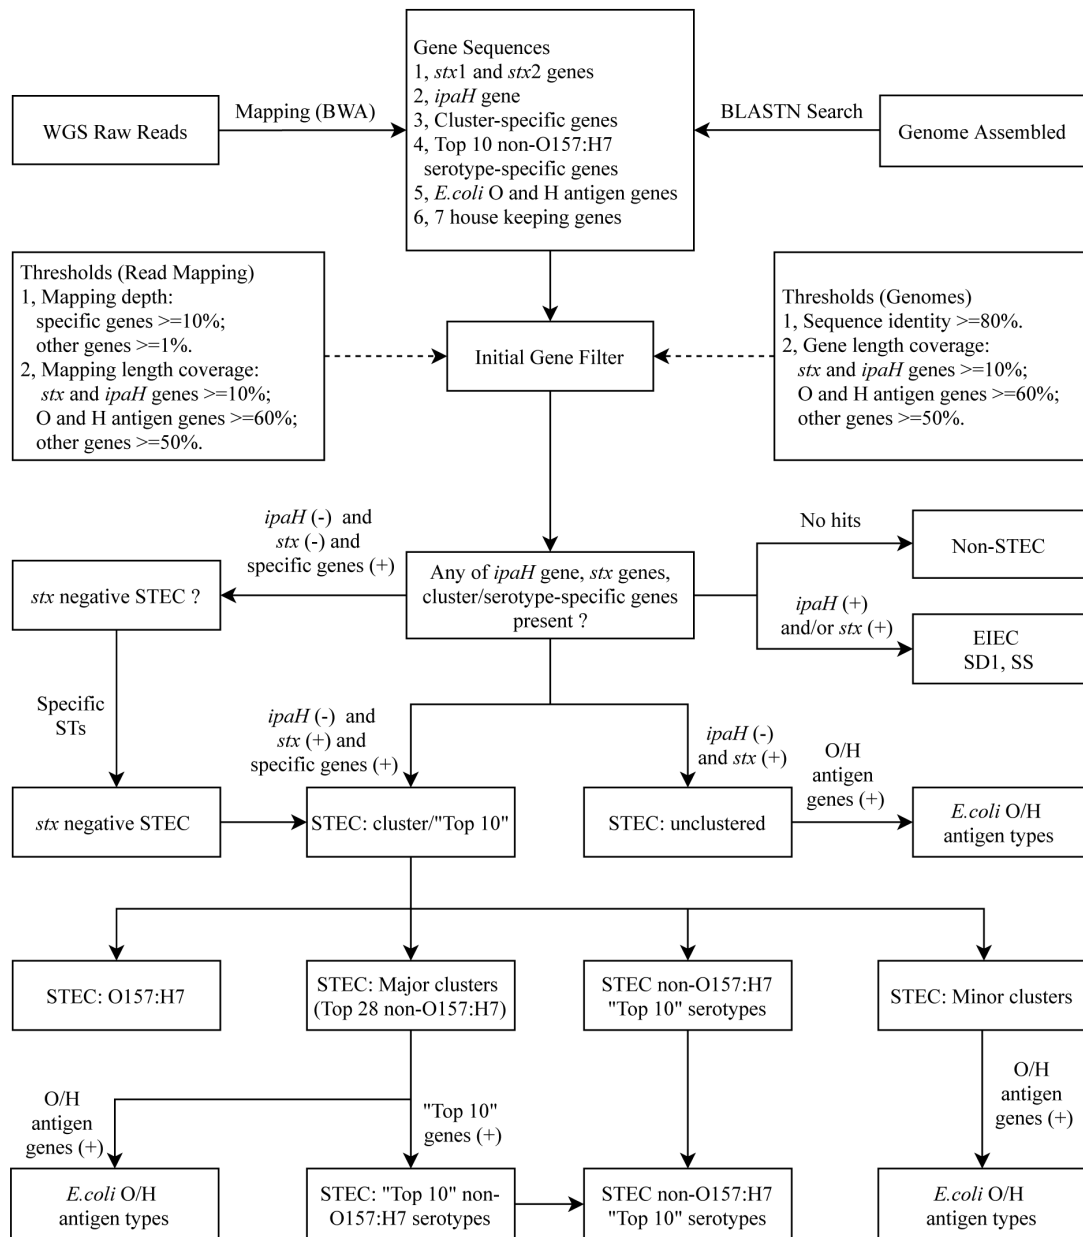 Gene Sequences
1, stx1 and stx2 genes
2, ipaH gene
3, Cluster-specific genes
4, Top 10 non-O157:H7
serotype-specific genes
5, E.coli O and H antigen genes
6, 7 house keeping genes
WGS Raw Reads
Mapping (BWA)
BLASTN Search
Genome Assembled
Thresholds (Read Mapping)
1, Mapping depth:
specific genes >=10%;
other genes >=1%.
2, Mapping length coverage:
stx and ipaH genes >=10%;
O and H antigen genes >=60%;
other genes >=50%.
Initial Gene Filter
Thresholds (Genomes)
1, Sequence identity >=80%.
2, Gene length coverage:
stx and ipaH genes >=10%;
O and H antigen genes >=60%;
other genes >=50%.
ipaH (-) and
stx (-) and
specific genes (+)
No hits
Non-STEC
stx negative STEC ?
Any of ipaH gene, stx genes,
cluster/serotype-specific genes
present ?
ipaH (+)
and/or stx (+)
EIEC
SD1, SS
Specific
STs
ipaH (-) and
stx (+) and
specific genes (+)
ipaH (-)
and stx (+)
O/H
antigen
genes (+)
stx negative STEC
STEC: cluster/"Top 10"
STEC: unclustered
E.coli O/H
antigen types
STEC: O157:H7
STEC: Major clusters
(Top 28 non-O157:H7)
STEC non-O157:H7
"Top 10" serotypes
STEC: Minor clusters
O/H
antigen
genes (+)
"Top 10"
genes (+)
O/H
antigen
genes (+)
E.coli O/H
antigen types
STEC: "Top 10" non-
O157:H7 serotypes
STEC non-O157:H7
"Top 10" serotypes
E.coli O/H
antigen types